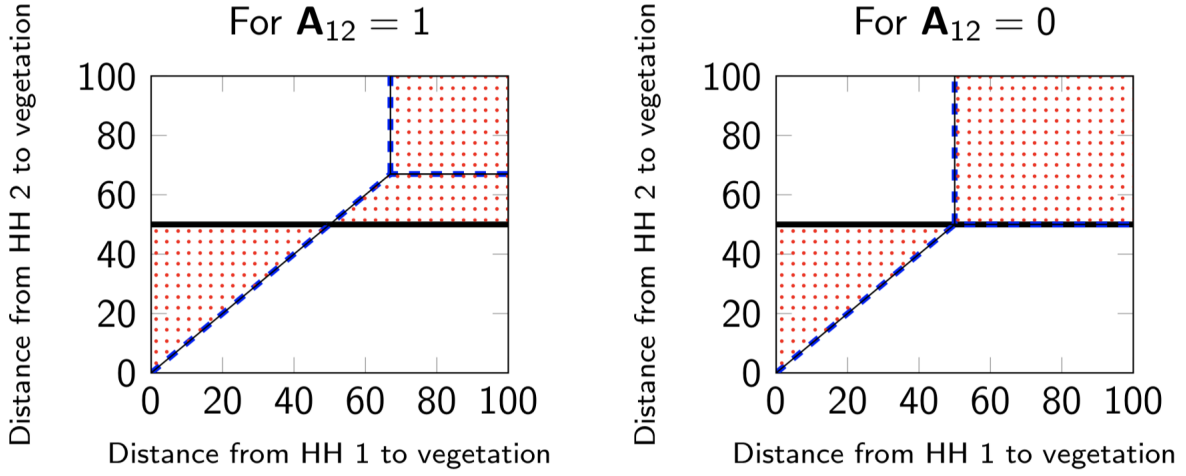 For A12 = 1
Distance from HH 2 to vegetation
100
80
60
40
20
0
0 20 40 60 80 100
Distance from HH 1 to vegetation
For A12 = 0
Distance from HH 2 to vegetation
100
80
60
40
20
0
0 20 40 60 80 100
Distance from HH 1 to vegetation